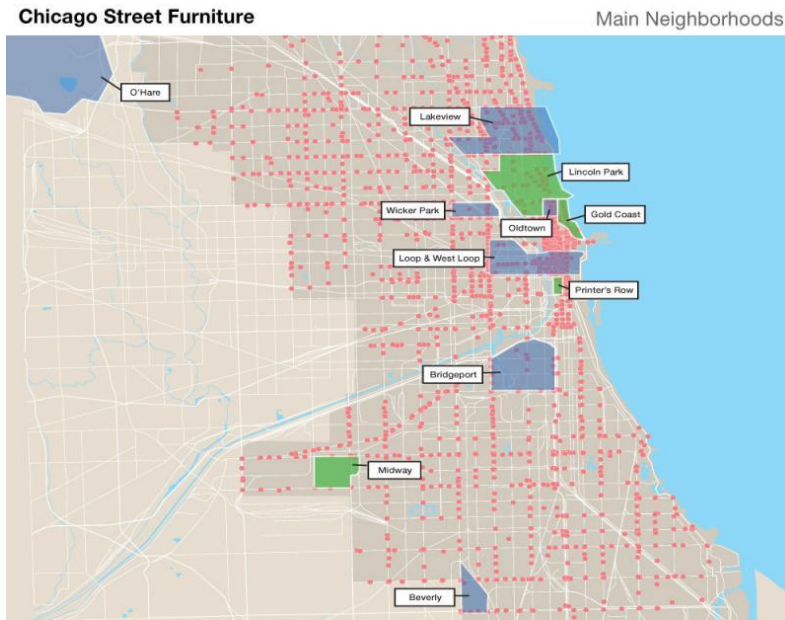 Chicago Street Furniture
Main Neighborhoods
O'Hare
Lakeview
Lincoln Park
Wicker Park
Gold Coast
Oldtown
Loop & West Loop
Printer's Row
Bridgeport
Midway
Beverly